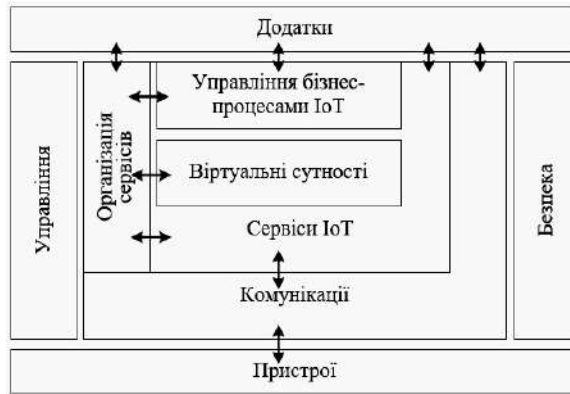 Додатки
Управління
Організація
сервісів
Управління бізнес-
процесами IoT
Віртуальні сутності
Сервіси IoT
Комунікації
Безпека
Пристрої